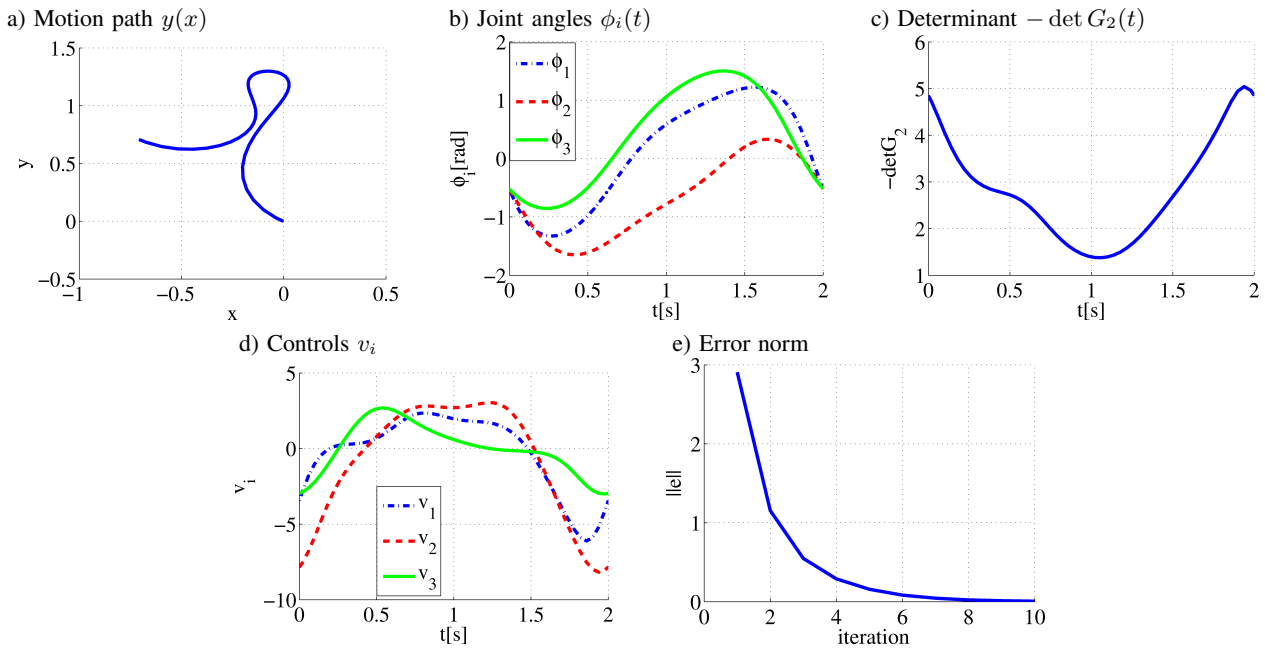 a) Motion path y(x)
1.5
1
0.5
0
−0.5
−1
−0.5
0
0.5
y
x
b) Joint angles ϕi(t)
2
1
0
−1
−2
0
0.5
1
1.5
2
ϕ1
ϕ2
ϕ3
ϕi[rad]
t[s]
c) Determinant − det G2(t)
6
5
4
3
2
1
0
0.5
1
1.5
2
−detG2
t[s]
d) Controls vi
5
0
−5
−10
0
0.5
1
1.5
2
v1
v2
v3
vi
t[s]
e) Error norm
3
2
1
0
0
2
4
6
8
10
||e||
iteration